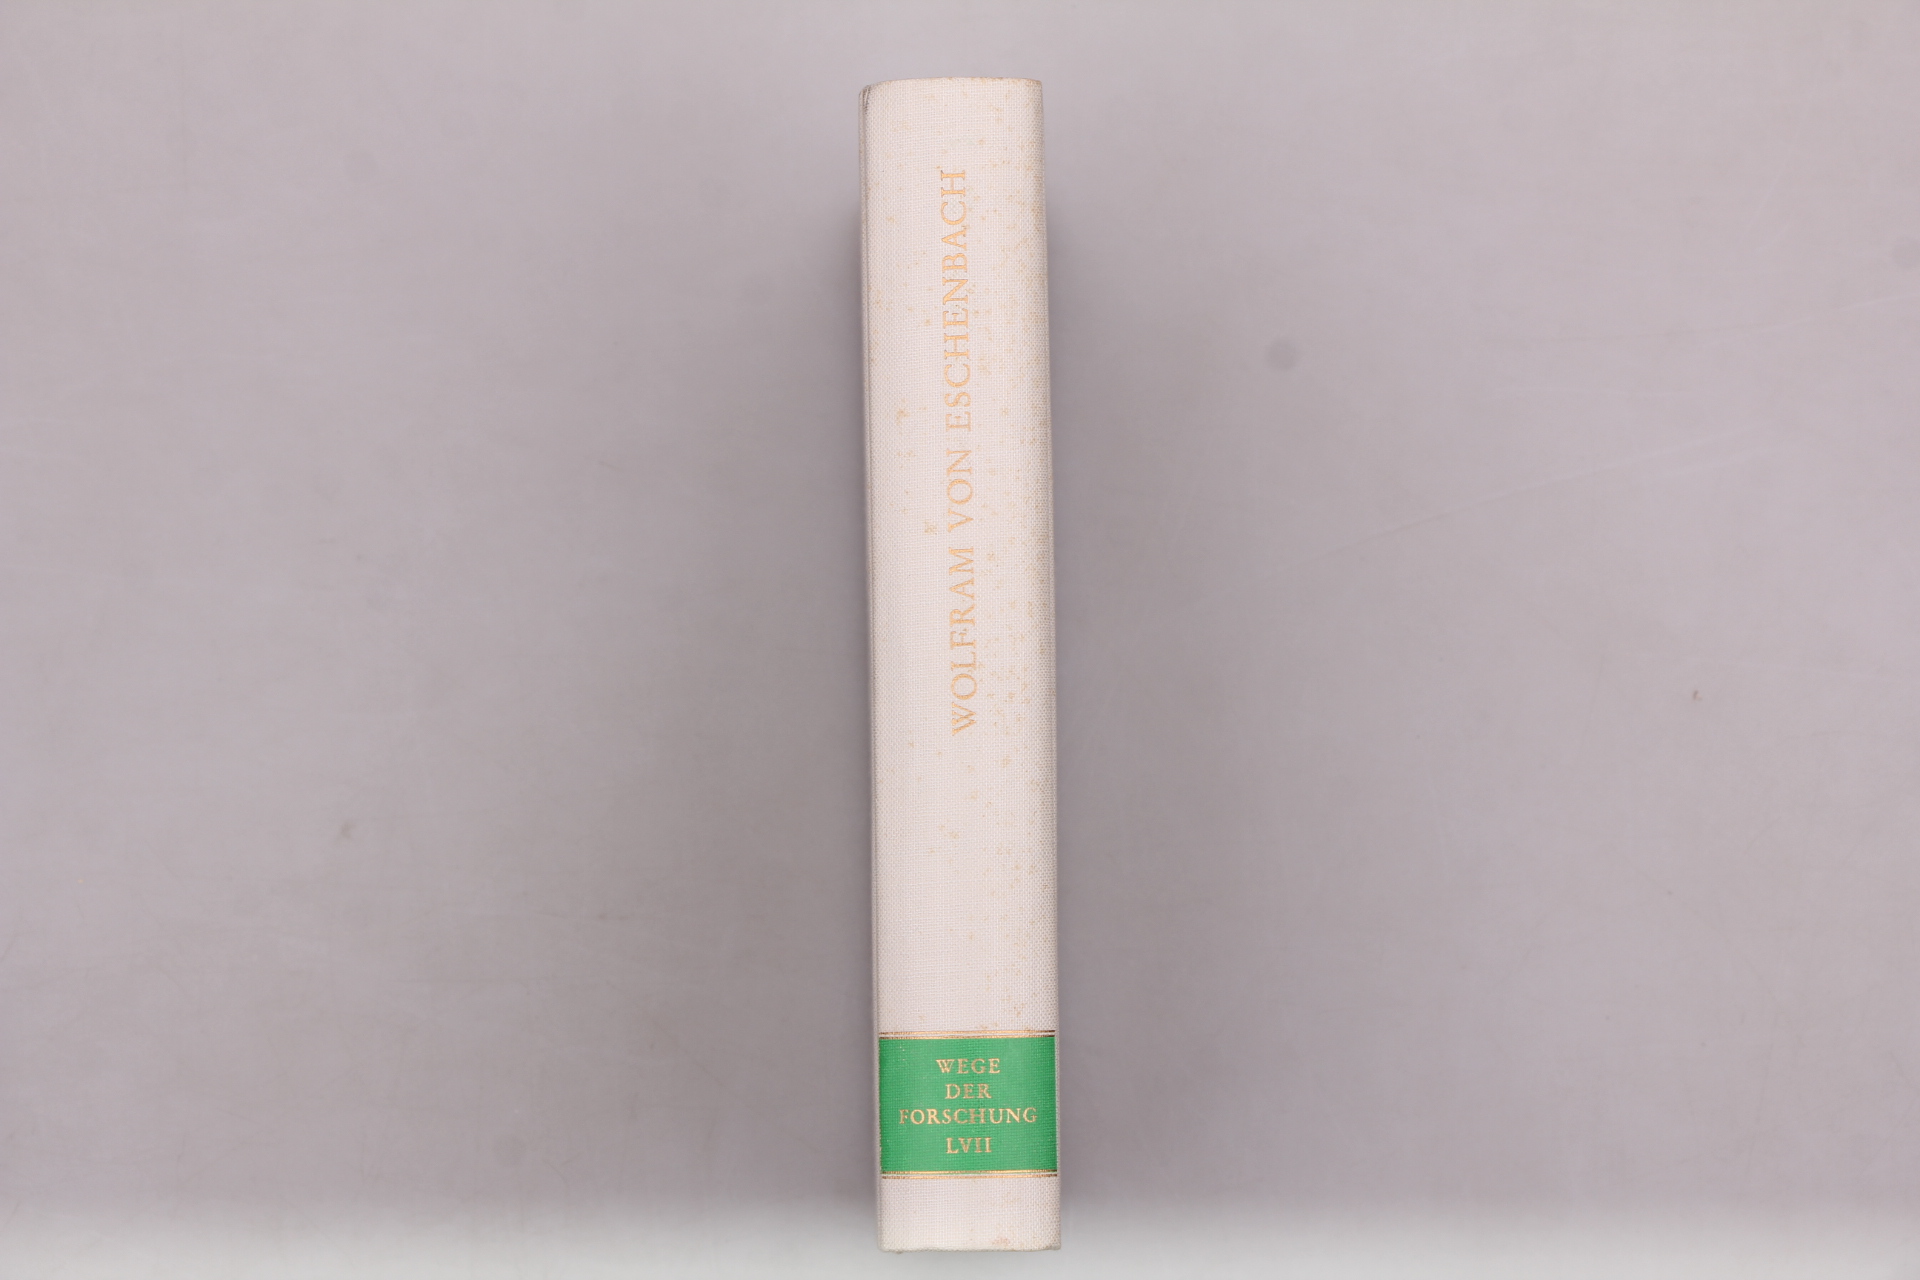 WOLFRAM VON ESCHENBACH
WEGE
DER
FORSCHUNG
LVII